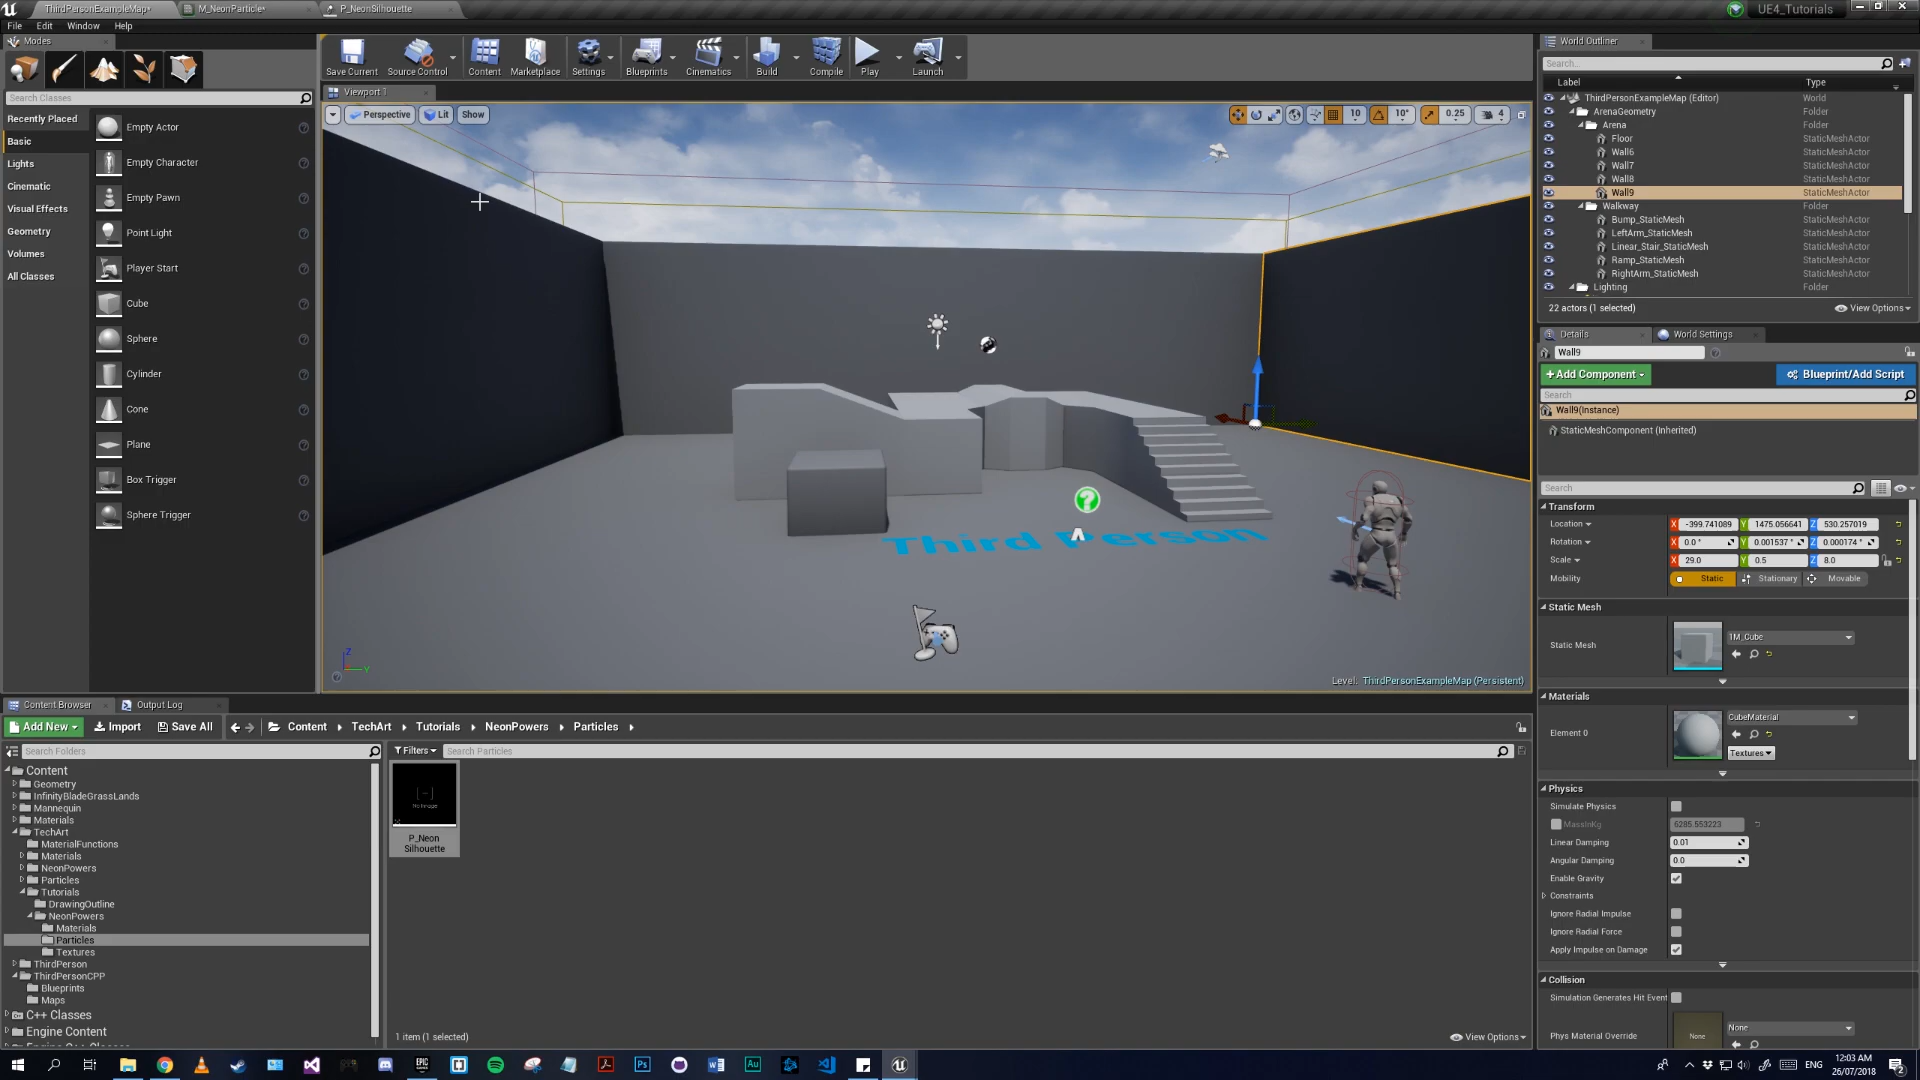 ThirdPersonExampleMap*
M_NeonParticle*
P_NeonSilhouette
UE4_Tutorials
File Edit Window Help
Modes
Search Classes
Recently Placed
Basic
Lights
Cinematic
Visual Effects
Geometry
Volumes
All Classes
Empty Actor
Empty Character
Empty Pawn
Point Light
Player Start
Cube
Sphere
Cylinder
Cone
Plane
Box Trigger
Sphere Trigger
Save Current
Source Control
Content
Marketplace
Settings
Blueprints
Cinematics
Build
Compile
Play
Launch
Viewport 1
Perspective
Lit
Show
10
10°
0.25
4
Third Person
Level: ThirdPersonExampleMap (Persistent)
World Outliner
Search...
Label Type
ThirdPersonExampleMap (Editor) World
ArenaGeometry Folder
Arena Folder
Floor StaticMeshActor
Wall6 StaticMeshActor
Wall7 StaticMeshActor
Wall8 StaticMeshActor
Wall9 StaticMeshActor
Walkway Folder
Bump_StaticMesh StaticMeshActor
LeftArm_StaticMesh StaticMeshActor
Linear_Stair_StaticMesh StaticMeshActor
Ramp_StaticMesh StaticMeshActor
RightArm_StaticMesh StaticMeshActor
Lighting Folder
22 actors (1 selected)
View Options
Details
World Settings
Wall9
+Add Component
Blueprint/Add Script
Search
Wall9(Instance)
StaticMeshComponent (Inherited)
Search
Transform
Location X -399.741089 Y 1475.056641 Z 530.257019
Rotation X 0.0 ° Y 0.001537 ° Z 0.000174 °
Scale X 29.0 Y 0.5 Z 8.0
Mobility Static Stationary Movable
Static Mesh
Static Mesh
1M_Cube
Materials
Element 0
CubeMaterial
Textures
Physics
Simulate Physics
MassInKg 6285.553223
Linear Damping 0.01
Angular Damping 0.0
Enable Gravity
Constraints
Ignore Radial Impulse
Ignore Radial Force
Apply Impulse on Damage
Collision
Simulation Generates Hit Event
Phys Material Override
None
None
Content Browser
Output Log
Add New
Import
Save All
Content
TechArt
Tutorials
NeonPowers
Particles
Search Folders
Filters
Search Particles
Content
Geometry
InfinityBladeGrassLands
Mannequin
Materials
TechArt
MaterialFunctions
Materials
NeonPowers
Particles
Tutorials
DrawingOutline
NeonPowers
Materials
Particles
Textures
ThirdPerson
ThirdPersonCPP
Blueprints
Maps
C++ Classes
Engine Content
No Image
P_Neon
Silhouette
1 item (1 selected)
View Options
ENG
12:03 AM
26/07/2018